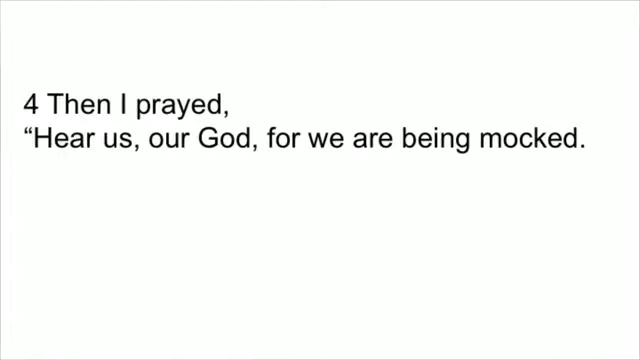 4 Then I prayed,
“Hear us, our God, for we are being mocked.